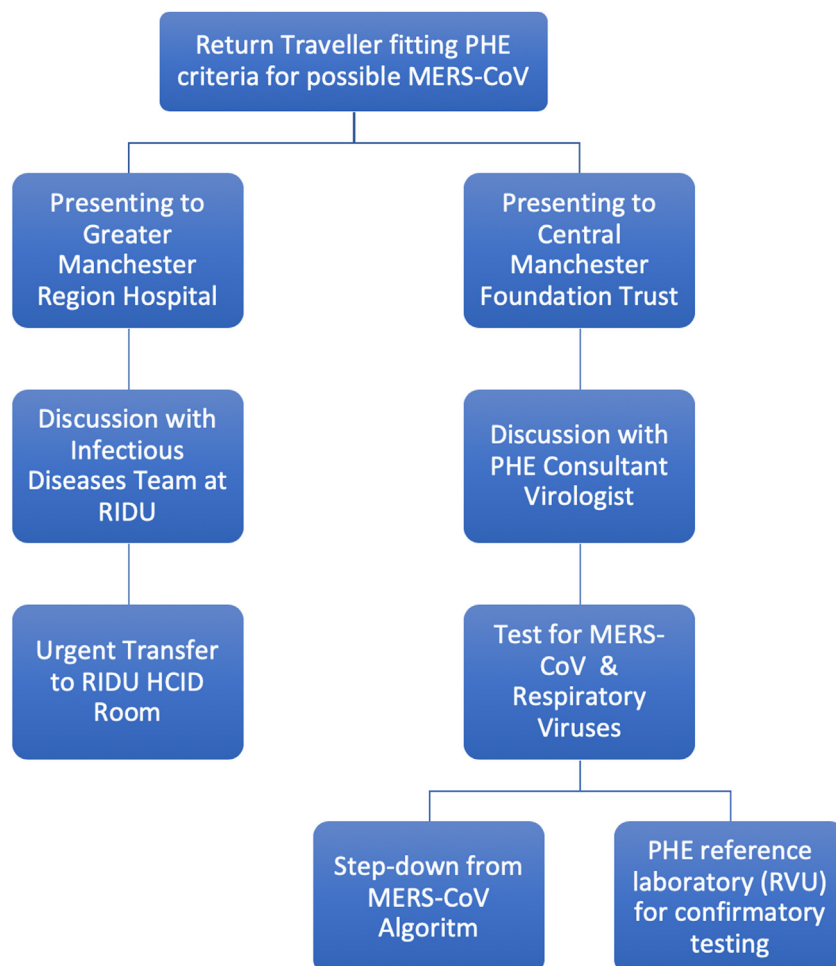 Return Traveller fitting PHE
criteria for possible MERS-CoV
Presenting to
Greater
Manchester
Region Hospital
Presenting to
Central
Manchester
Foundation Trust
Discussion with
Infectious
Diseases Team at
RIDU
Discussion with
PHE Consultant
Virologist
Urgent Transfer
to RIDU HCID
Room
Test for MERS-
CoV & 
Respiratory
Viruses
Step-down from
MERS-CoV
Algoritm
PHE reference
laboratory (RVU)
for confirmatory
testing